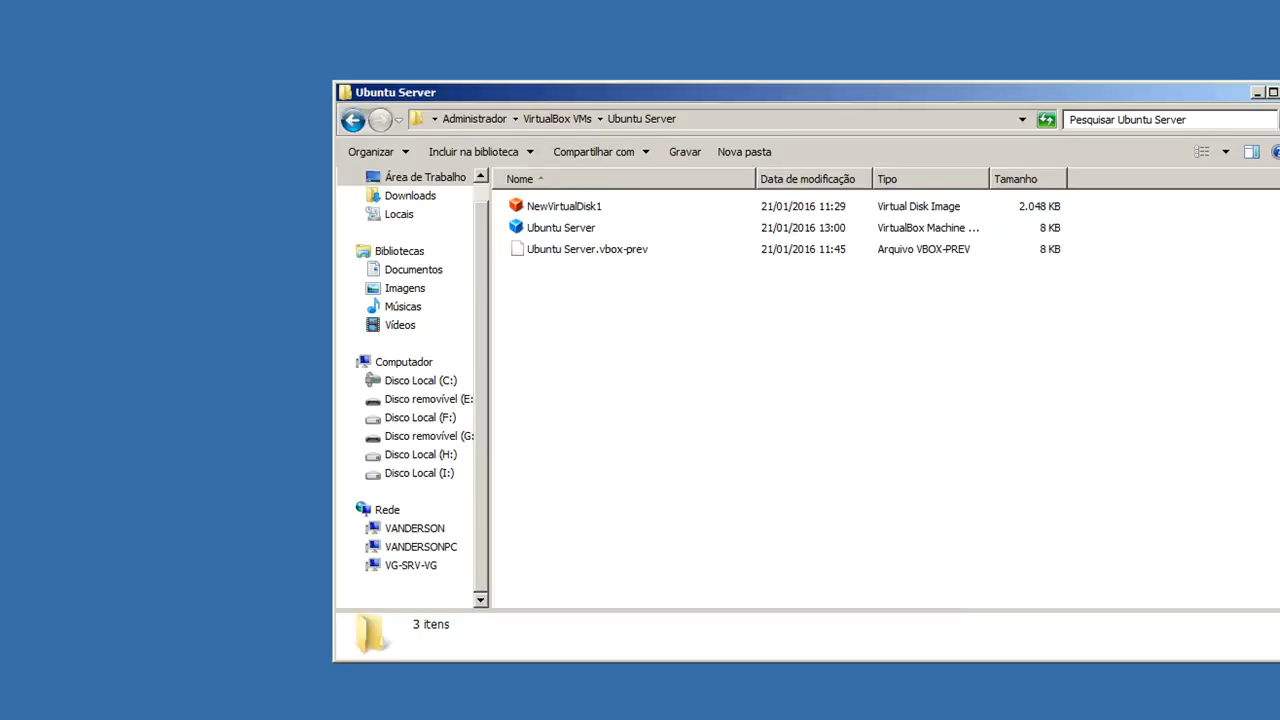 Ubuntu Server
Administrador VirtualBox VMs Ubuntu Server
Pesquisar Ubuntu Server
Organizar Incluir na biblioteca Compartilhar com Gravar Nova pasta
Área de Trabalho
Downloads
Locais
Bibliotecas
Documentos
Imagens
Músicas
Vídeos
Computador
Disco Local (C:)
Disco removível (E:
Disco Local (F:)
Disco removível (G:
Disco Local (H:)
Disco Local (I:)
Rede
VANDERSON
VANDERSONPC
VG-SRV-VG
Nome Data de modificação Tipo Tamanho
NewVirtualDisk1 21/01/2016 11:29 Virtual Disk Image 2.048 KB
Ubuntu Server 21/01/2016 13:00 VirtualBox Machine ... 8 KB
Ubuntu Server.vbox-prev 21/01/2016 11:45 Arquivo VBOX-PREV 8 KB
3 itens